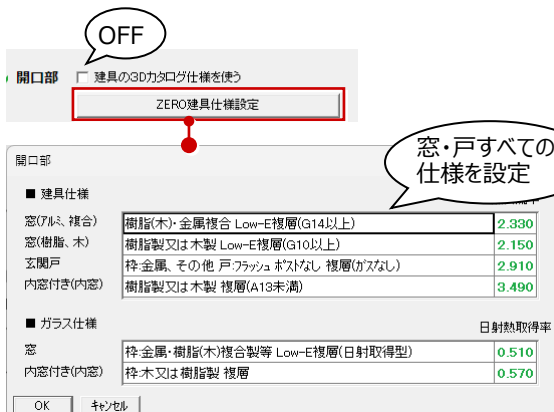 OFF
開口部 建具の3Dカタログ仕様を使う
ZERO建具仕様設定
開口部
窓・戸すべての
仕様を設定
■ 建具仕様
窓(アルミ、複合) 樹脂(木)・金属複合 Low-E複層(G14以上) 2.330
窓(樹脂、木) 樹脂製又は木製 Low-E複層(G10以上) 2.150
玄関戸 枠:金属、その他 戸:フラッシュ ポストなし 複層(ガスなし) 2.910
内窓付き(内窓) 樹脂製又は木製 複層(A13未満) 3.490
■ ガラス仕様 日射熱取得率
窓 枠:金属・樹脂(木)複合製等 Low-E複層(日射取得型) 0.510
内窓付き(内窓) 枠:木又は樹脂製 複層 0.570
OK キャンセル